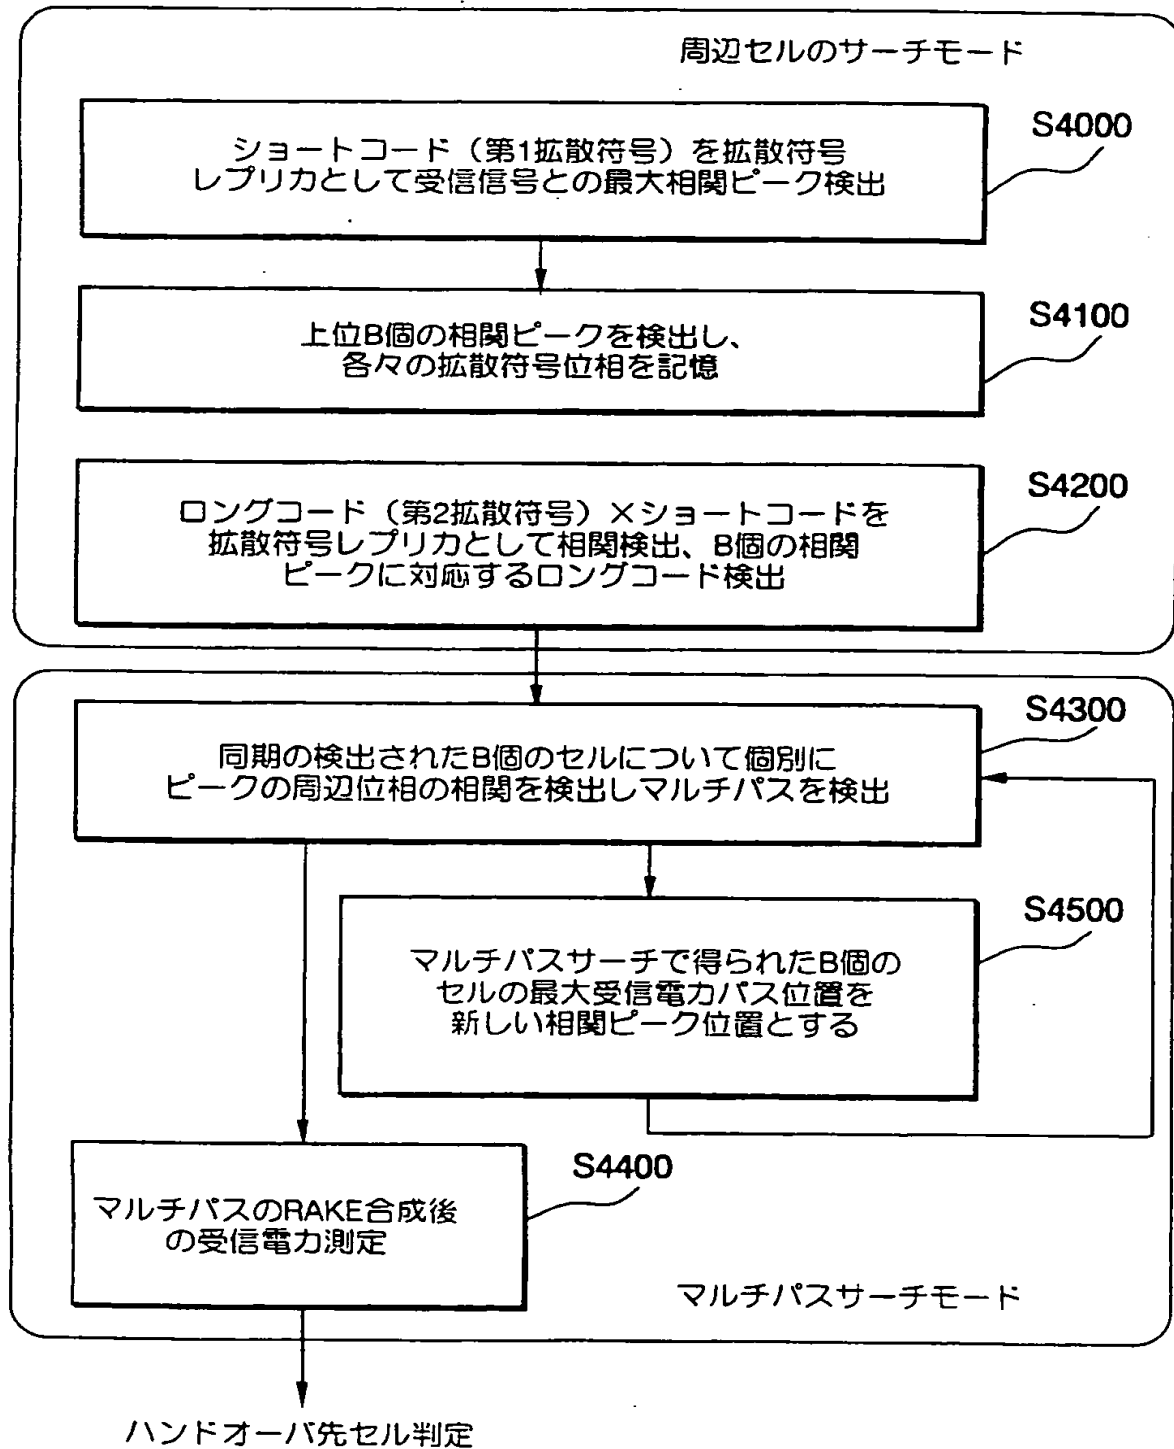 周辺セルのサーチモード
S4000
ショートコード（第1拡散符号）を拡散符号
レプリカとして受信信号との最大相関ピーク検出
S4100
上位B個の相関ピークを検出し、
各々の拡散符号位相を記憶
S4200
ロングコード（第2拡散符号）×ショートコードを
拡散符号レプリカとして相関検出、B個の相関
ピークに対応するロングコード検出
S4300
同期の検出されたB個のセルについて個別に
ピークの周辺位相の相関を検出しマルチパスを検出
S4500
マルチパスサーチで得られたB個の
セルの最大受信電力パス位置を
新しい相関ピーク位置とする
S4400
マルチパスのRAKE合成後
の受信電力測定
マルチパスサーチモード
ハンドオーバ先セル判定